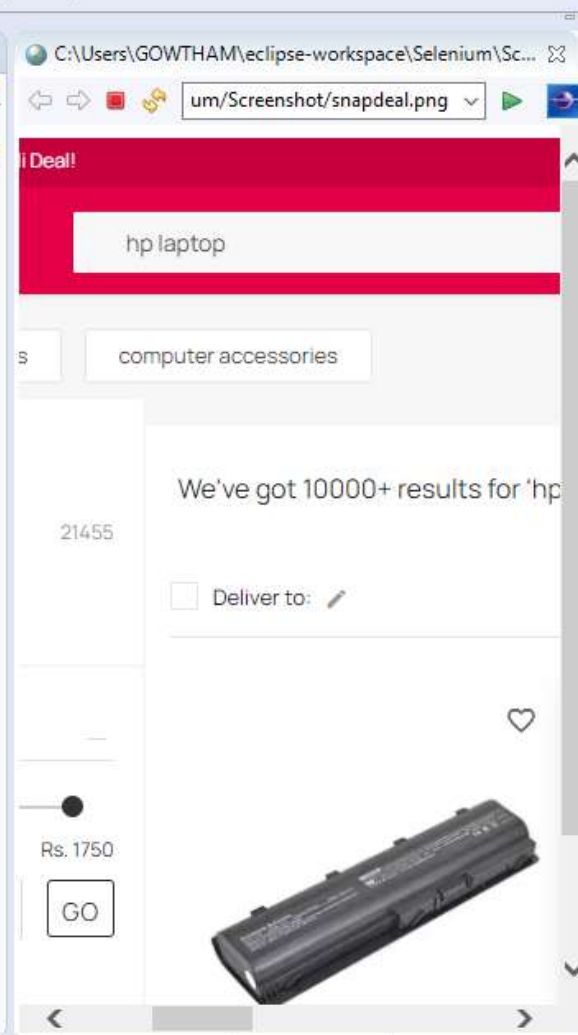 C:\Users\GOWTHAM\eclipse-workspace\Selenium\Sc...
um/Screenshot/snapdeal.png
li Deal!
hp laptop
s
computer accessories
We've got 10000+ results for 'hp
21455
Deliver to:
Rs. 1750
GO